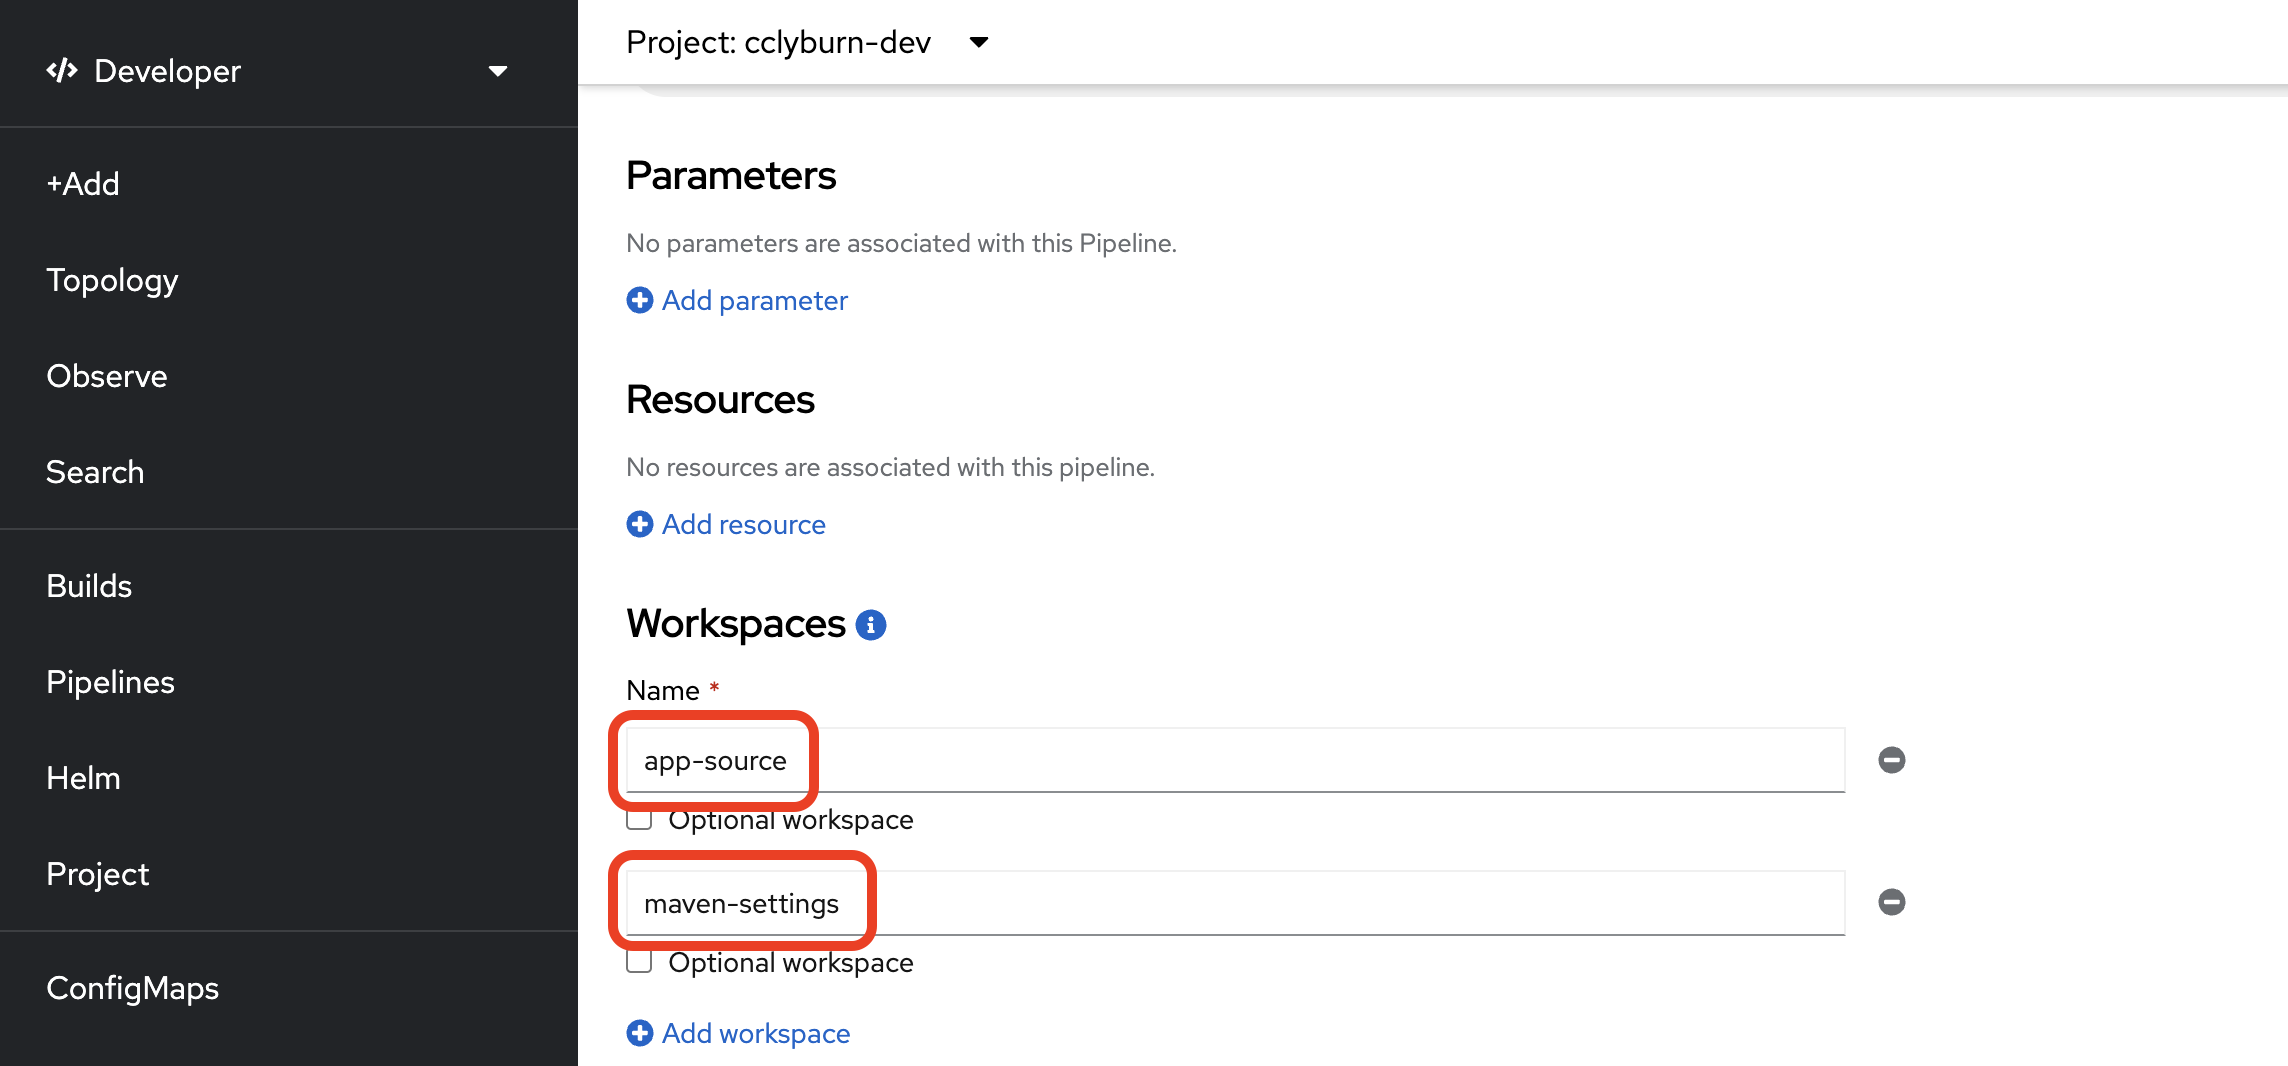 Developer
+Add
Topology
Observe
Search
Builds
Pipelines
Helm
Project
ConfigMaps
Project: cclyburn-dev
Parameters
No parameters are associated with this Pipeline.
Add parameter
Resources
No resources are associated with this pipeline.
Add resource
Workspaces
Name *
app-source
Optional workspace
maven-settings
Optional workspace
Add workspace